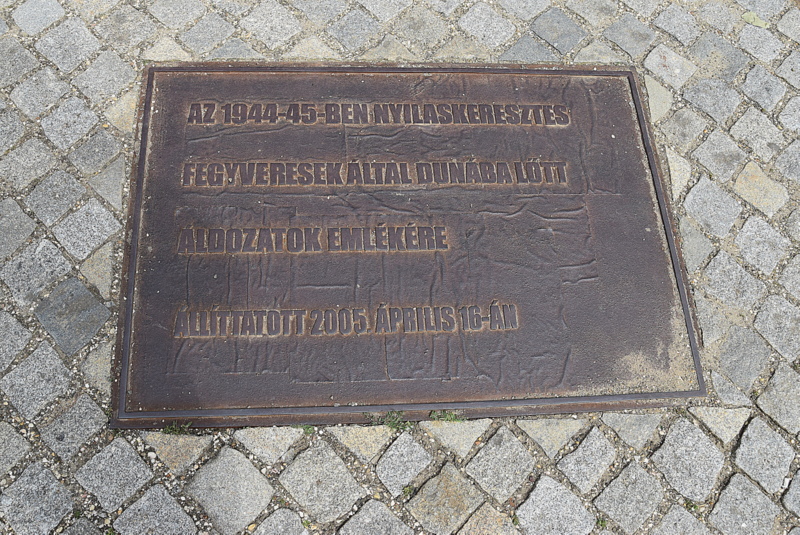 AZ 1944-45-BEN NYILASKERESZTES
FEGYVERESEK ÁLTAL DUNÁBA LŐTT
ÁLDOZATOK EMLÉKÉRE
ÁLLÍTTATOTT 2005 ÁPRILIS 16-ÁN